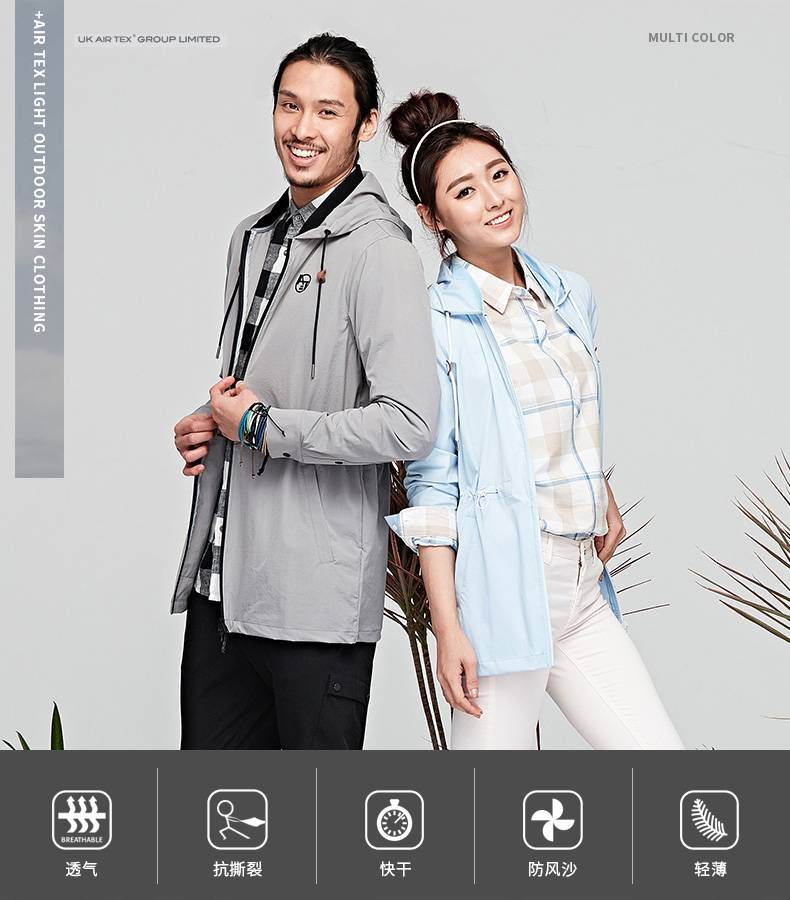 +AIR TEX LIGHT OUTDOOR SKIN CLOTHING
UK AIR TEX® GROUP LIMITED
MULTI COLOR
BREATHABLE
透气
抗撕裂
快干
防风沙
轻薄